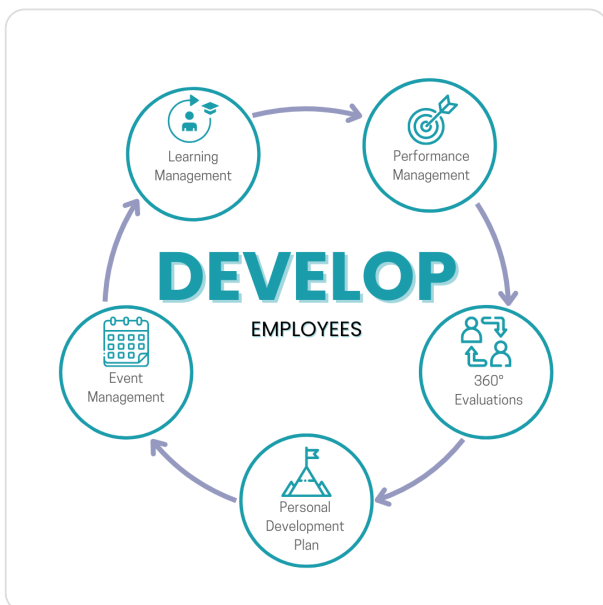 Learning
Management
Performance
Management
DEVELOP
EMPLOYEES
Event
Management
360°
Evaluations
Personal
Development
Plan